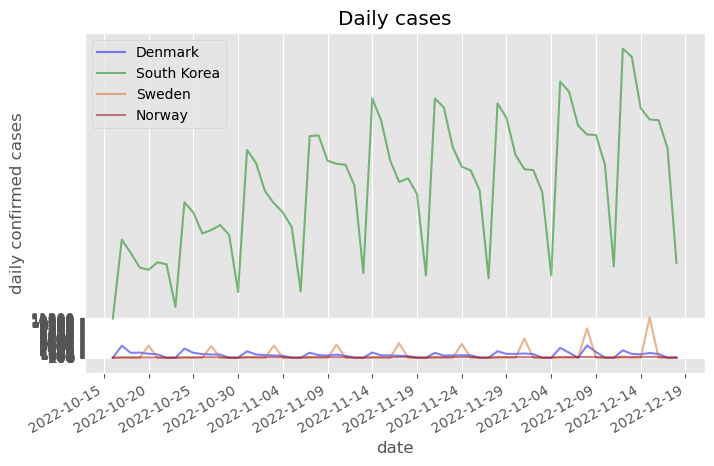 Daily cases
Denmark
South Korea
Sweden
Norway
daily confirmed cases
2022-10-15
2022-10-20
2022-10-25
2022-10-30
2022-11-04
2022-11-09
2022-11-14
2022-11-19
2022-11-24
2022-11-29
2022-12-04
2022-12-09
2022-12-14
2022-12-19
date